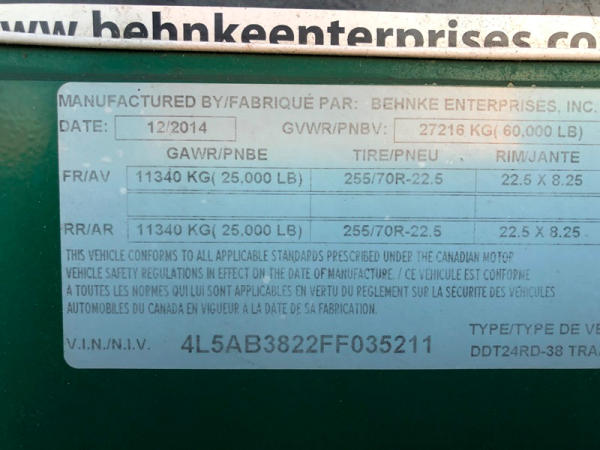 www.behnkeenterprises.co
MANUFACTURED BY/FABRIQUÉ PAR: BEHNKE ENTERPRISES, INC.
DATE: 12/2014 GVWR/PNBV: 27216 KG( 60,000 LB)
GAWR/PNBE TIRE/PNEU RIM/JANTE
FR/AV 11340 KG( 25,000 LB) 255/70R-22.5 22.5 X 8.25
RR/AR 11340 KG( 25,000 LB) 255/70R-22.5 22.5 X 8.25
THIS VEHICLE CONFORMS TO ALL APPLICABLE STANDARDS PRESCRIBED UNDER THE CANADIAN MOTOR
VEHICLE SAFETY REGULATIONS IN EFFECT ON THE DATE OF MANUFACTURE. / CE VÉHICULE EST CONFORME
À TOUTES LES NORMES QUI LUI SONT APPLICABLES EN VERTU DU REGLEMENT SUR LA SÉCURITE DES VÉHICULES
AUTOMOBILES DU CANADA EN VIGUEUR A LA DATE DE SA FABRICATION.
TYPE/TYPE DE VÉ
V.I.N./N.I.V. 4L5AB3822FF035211 DDT24RD-38 TRA